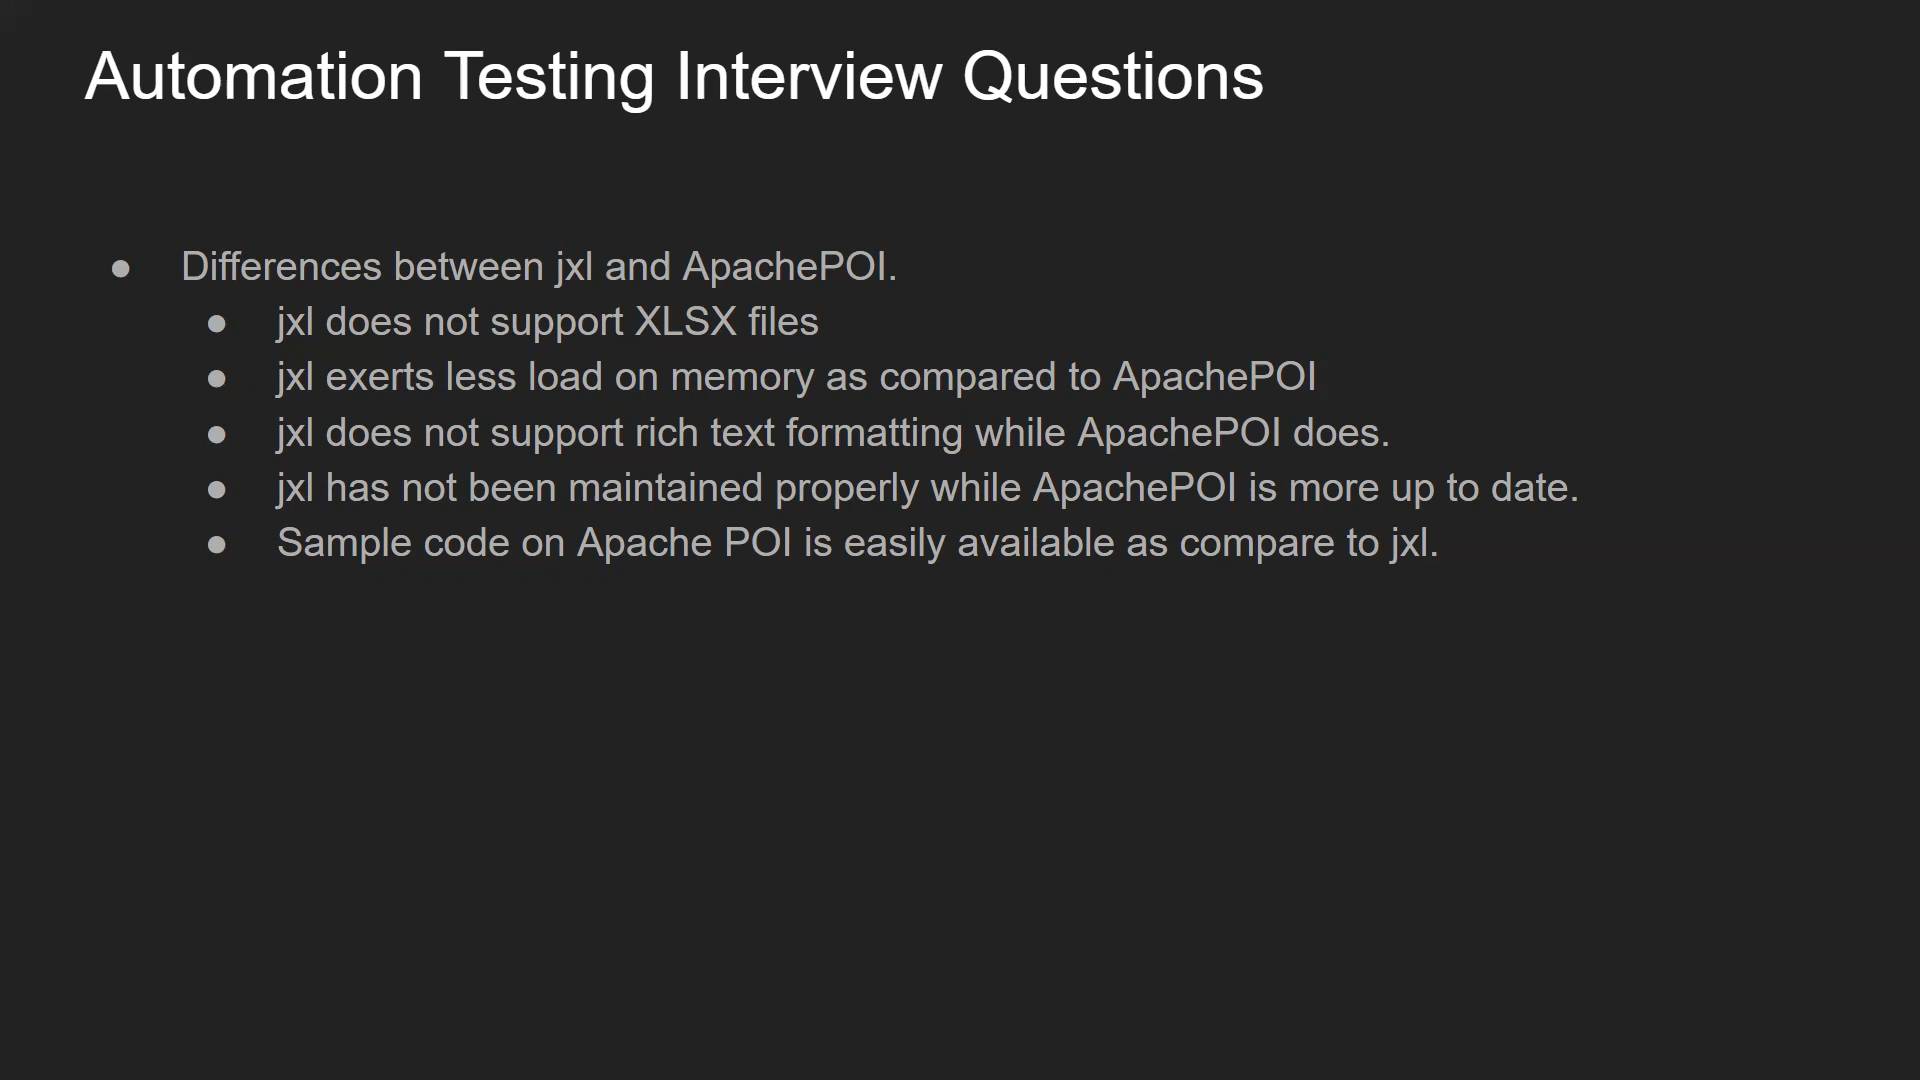 Automation Testing Interview Questions
● Differences between jxl and ApachePOI.
● jxl does not support XLSX files
● jxl exerts less load on memory as compared to ApachePOI
● jxl does not support rich text formatting while ApachePOI does.
● jxl has not been maintained properly while ApachePOI is more up to date.
● Sample code on Apache POI is easily available as compare to jxl.